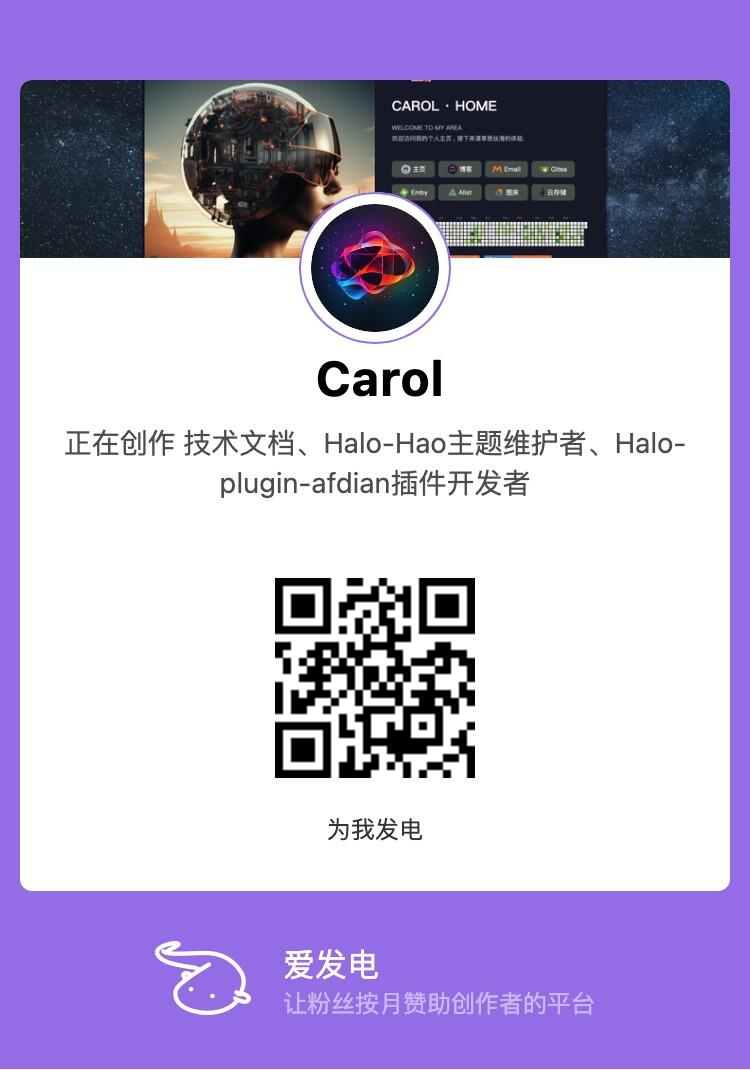 CAROL · HOME
WELCOME TO MY AREA
欢迎访问我的个人主页，接下来请享受丝滑的体验.
主页 博客 Email Gitea
Emby Alist 图床 云存储
Carol
正在创作 技术文档、Halo-Hao主题维护者、Halo-
plugin-afdian插件开发者
为我发电
爱发电
让粉丝按月赞助创作者的平台